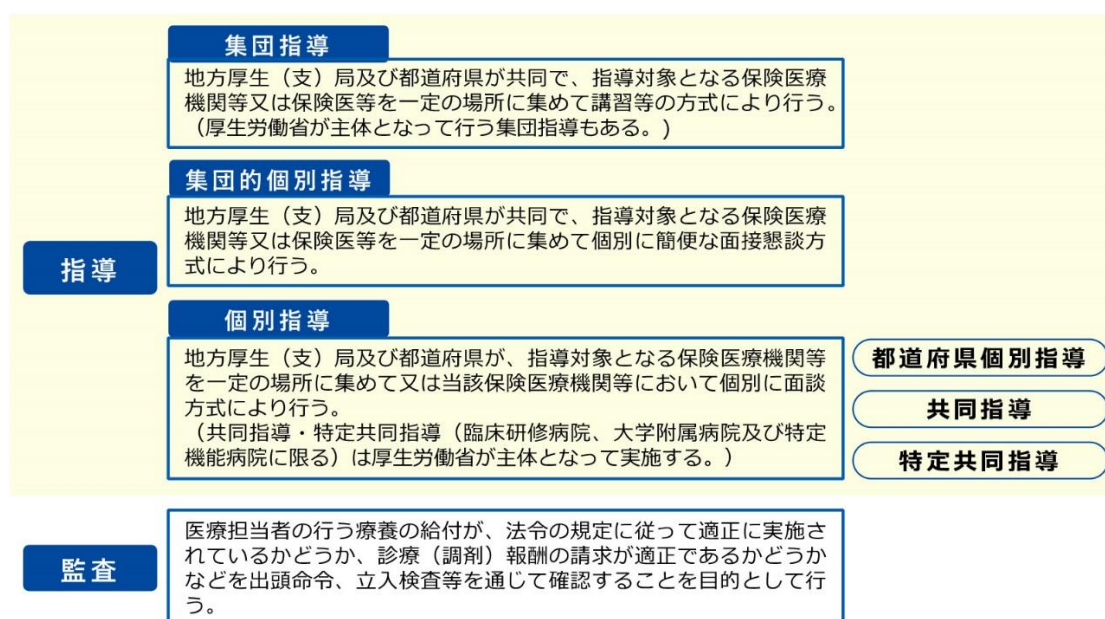 集団指導
地方厚生（支）局及び都道府県が共同で、指導対象となる保険医療
機関等又は保険医等を一定の場所に集めて講習等の方式により行う。
（厚生労働省が主体となって行う集団指導もある。)
集団的個別指導
地方厚生（支）局及び都道府県が共同で、指導対象となる保険医療
機関等又は保険医等を一定の場所に集めて個別に簡便な面接懇談方
式により行う。
指導
個別指導
地方厚生（支）局及び都道府県が、指導対象となる保険医療機関等
を一定の場所に集めて又は当該保険医療機関等において個別に面談
方式により行う。
（共同指導・特定共同指導（臨床研修病院、大学附属病院及び特定
機能病院に限る）は厚生労働省が主体となって実施する。）
都道府県個別指導
共同指導
特定共同指導
監査
医療担当者の行う療養の給付が、法令の規定に従って適正に実施さ
れているかどうか、診療（調剤）報酬の請求が適正であるかどうか
などを出頭命令、立入検査等を通じて確認することを目的として行
う。